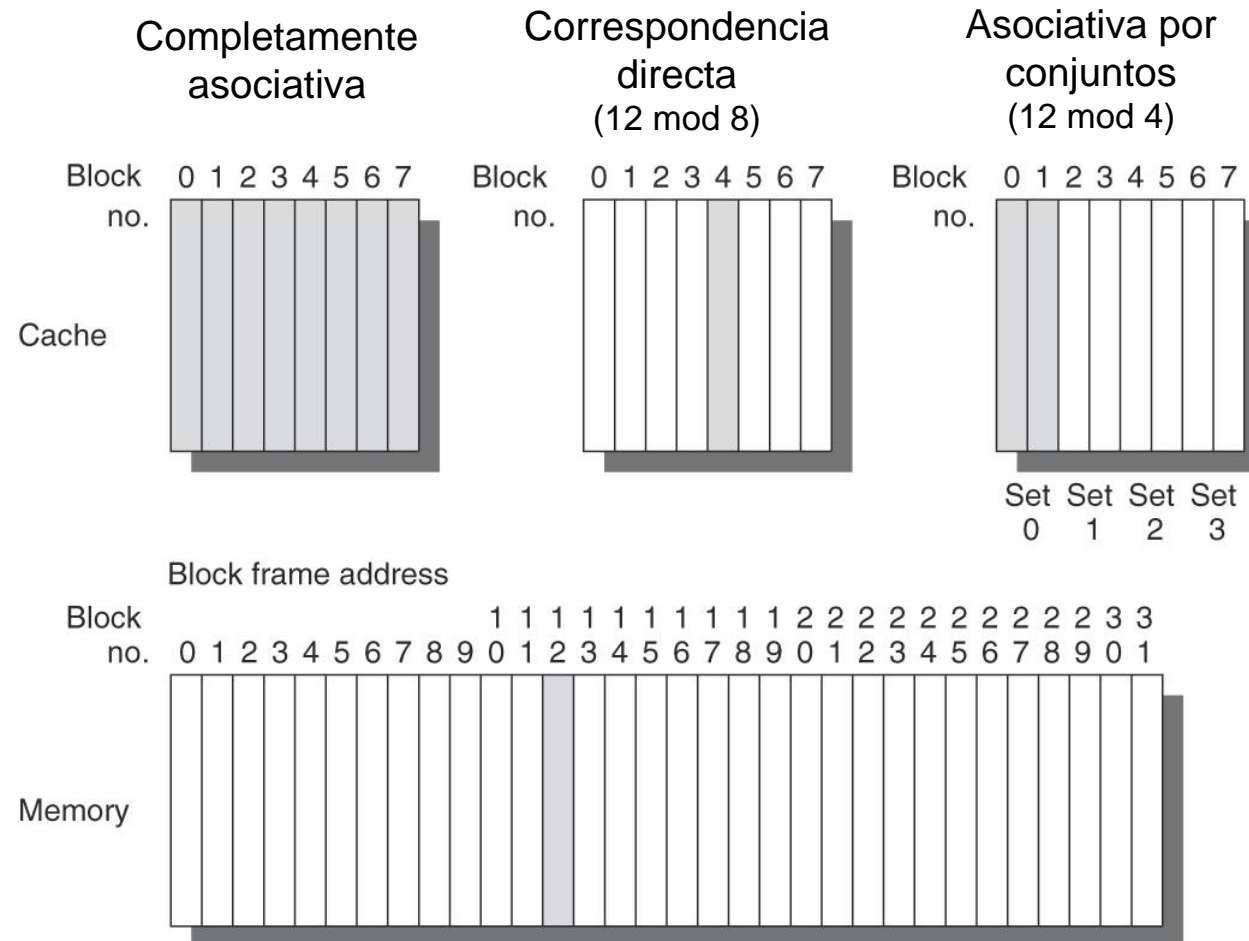 Completamente
asociativa
Correspondencia
directa
(12 mod 8)
Asociativa por
conjuntos
(12 mod 4)
Block
no.
0 1 2 3 4 5 6 7
Block
no.
0 1 2 3 4 5 6 7
Block
no.
0 1 2 3 4 5 6 7
Cache
Set Set Set Set
0 1 2 3
Block frame address
Block
no.
1 1 1 1 1 1 1 1 1 1 2 2 2 2 2 2 2 2 2 2 3 3
0 1 2 3 4 5 6 7 8 9 0 1 2 3 4 5 6 7 8 9 0 1 2 3 4 5 6 7 8 9 0 1
Memory